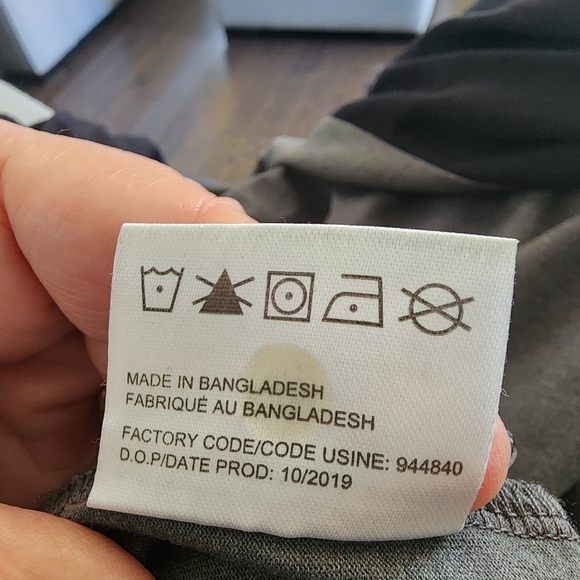 MADE IN BANGLADESH
FABRIQUÉ AU BANGLADESH
FACTORY CODE/CODE USINE: 944840
D.O.P/DATE PROD: 10/2019